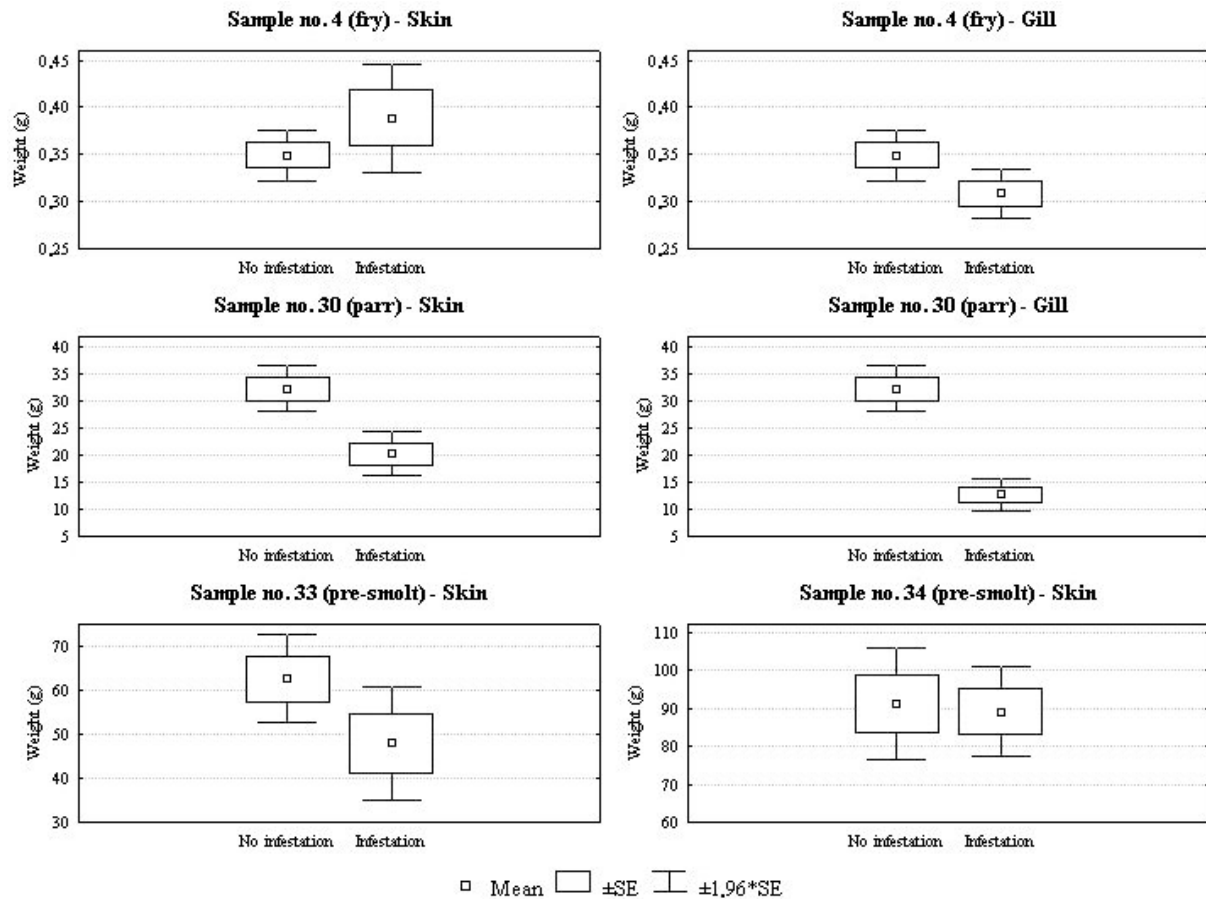 Sample no. 4 (fry) - Skin
Weight (g)
0.45
0.40
0.35
0.30
0.25
No infestation Infestation
Sample no. 4 (fry) - Gill
Weight (g)
0.45
0.40
0.35
0.30
0.25
No infestation Infestation
Sample no. 30 (parr) - Skin
Weight (g)
40
35
30
25
20
15
10
5
No infestation Infestation
Sample no. 30 (parr) - Gill
Weight (g)
40
35
30
25
20
15
10
5
No infestation Infestation
Sample no. 33 (pre-smolt) - Skin
Weight (g)
70
60
50
40
30
No infestation Infestation
Sample no. 34 (pre-smolt) - Skin
Weight (g)
110
100
90
80
70
60
No infestation Infestation
Mean ±SE ±1.96*SE